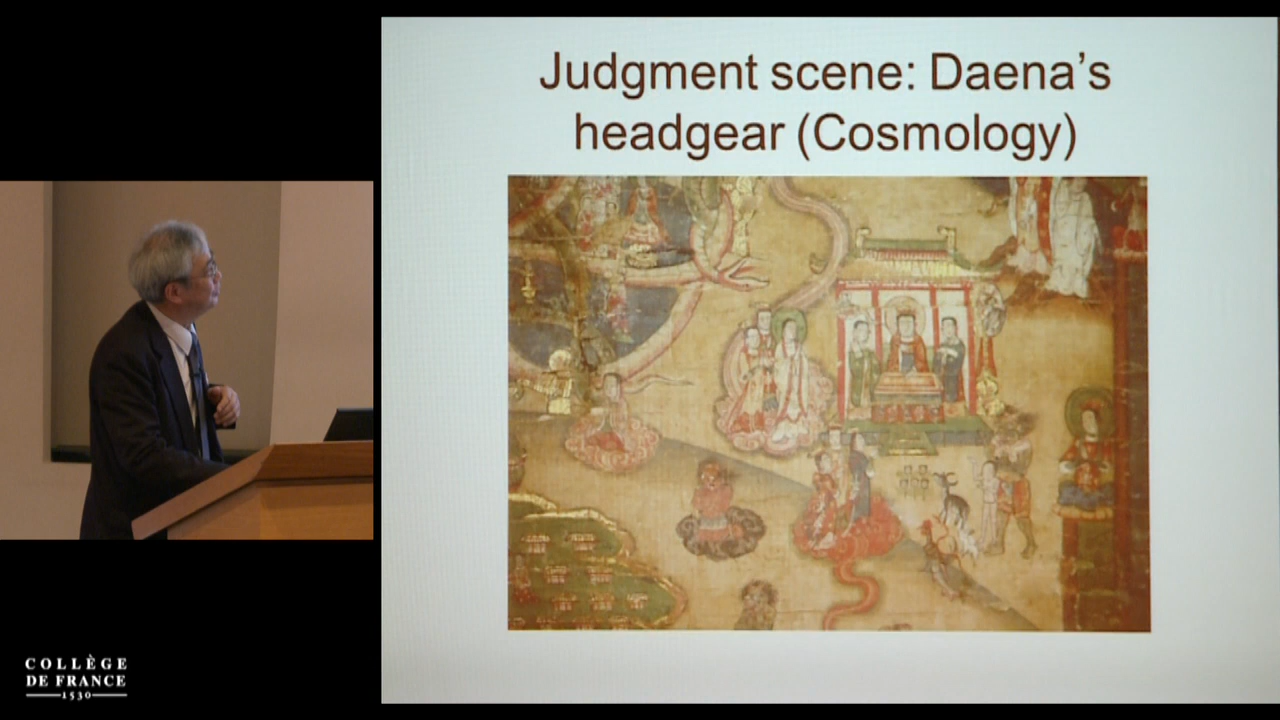 Judgment scene: Daena’s
headgear (Cosmology)
COLLÈGE
DE FRANCE
1530